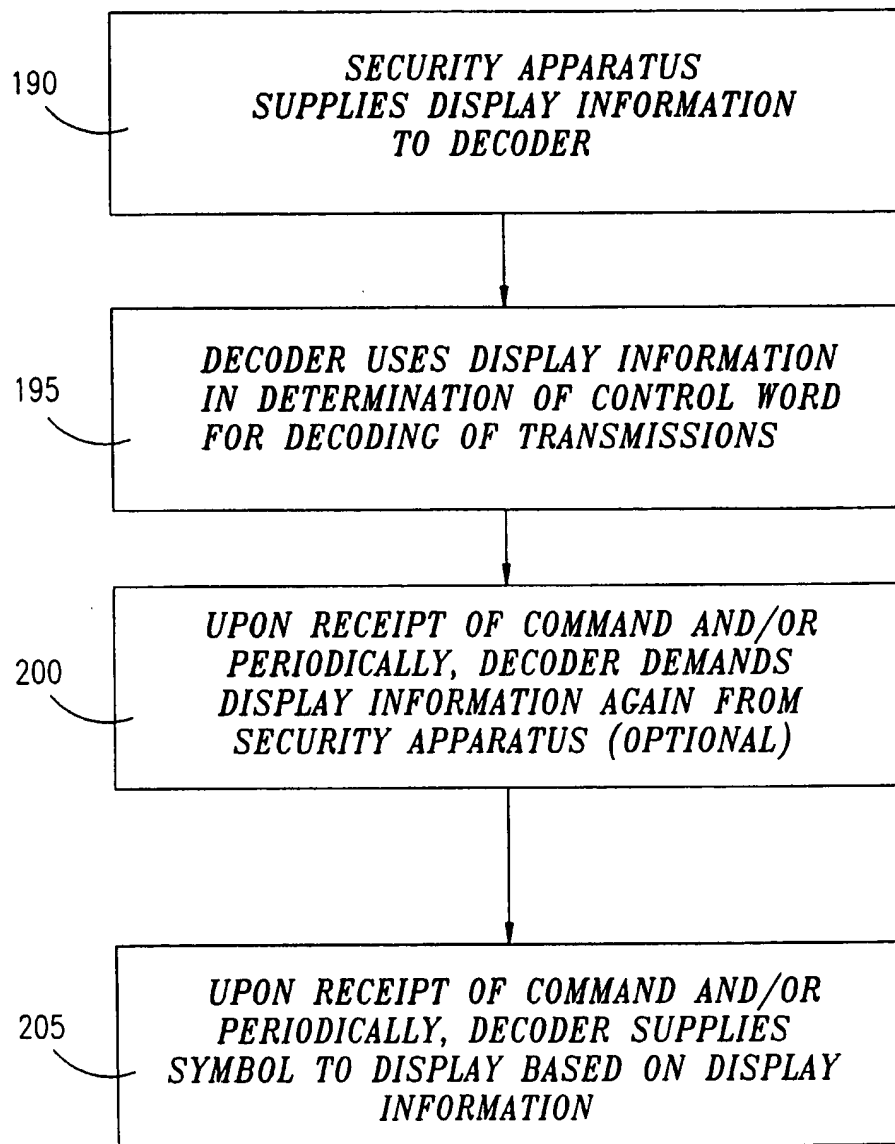 190
SECURITY APPARATUS
SUPPLIES DISPLAY INFORMATION
TO DECODER
195
DECODER USES DISPLAY INFORMATION
IN DETERMINATION OF CONTROL WORD
FOR DECODING OF TRANSMISSIONS
200
UPON RECEIPT OF COMMAND AND/OR
PERIODICALLY, DECODER DEMANDS
DISPLAY INFORMATION AGAIN FROM
SECURITY APPARATUS (OPTIONAL)
205
UPON RECEIPT OF COMMAND AND/OR
PERIODICALLY, DECODER SUPPLIES
SYMBOL TO DISPLAY BASED ON DISPLAY
INFORMATION